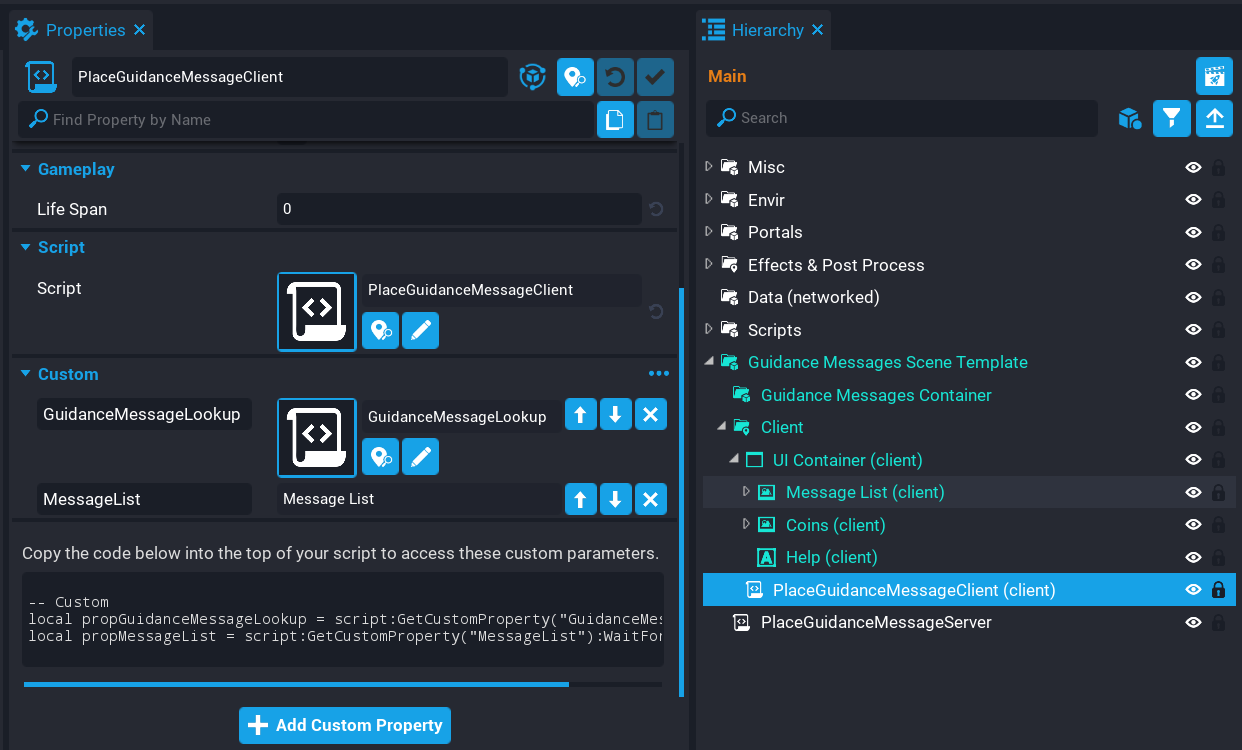 Properties
PlaceGuidanceMessageClient
Find Property by Name
Gameplay
Life Span
0
Script
Script
PlaceGuidanceMessageClient
Custom
GuidanceMessageLookup
GuidanceMessageLookup
MessageList
Message List
Copy the code below into the top of your script to access these custom parameters.
-- Custom
local propGuidanceMessageLookup = script:GetCustomProperty("GuidanceMes
local propMessageList = script:GetCustomProperty("MessageList"):WaitFor
Add Custom Property
Hierarchy
Main
Search
Misc
Envir
Portals
Effects & Post Process
Data (networked)
Scripts
Guidance Messages Scene Template
Guidance Messages Container
Client
UI Container (client)
Message List (client)
Coins (client)
A Help (client)
PlaceGuidanceMessageClient (client)
PlaceGuidanceMessageServer